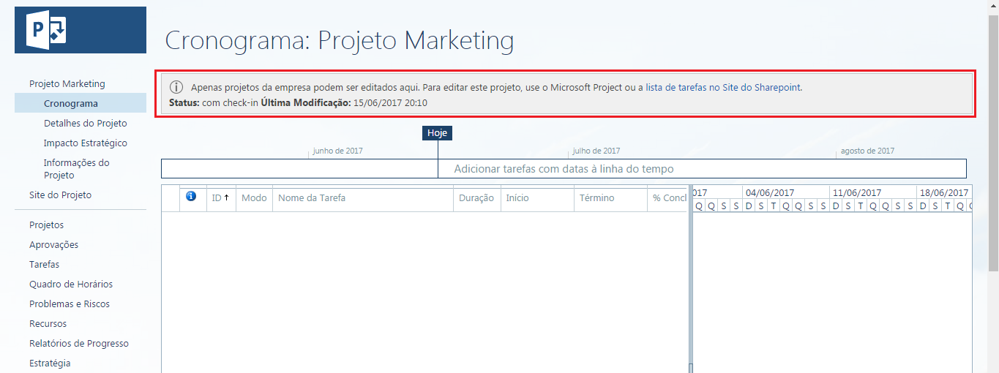 P
Cronograma: Projeto Marketing
Projeto Marketing
Cronograma
Detalhes do Projeto
Impacto Estratégico
Informações do
Projeto
Site do Projeto
Projetos
Aprovações
Tarefas
Quadro de Horários
Problemas e Riscos
Recursos
Relatórios de Progresso
Estratégia
Apenas projetos da empresa podem ser editados aqui. Para editar este projeto, use o Microsoft Project ou a lista de tarefas no Site do Sharepoint.
Status: com check-in Última Modificação: 15/06/2017 20:10
Hoje
junho de 2017 julho de 2017 agosto de 2017
Adicionar tarefas com datas à linha do tempo
ID Modo Nome da Tarefa Duração Início Término % Concl
017 04/06/2017 11/06/2017 18/06/2017
Q Q S S D S T Q Q S S D S T Q Q S S D S T Q